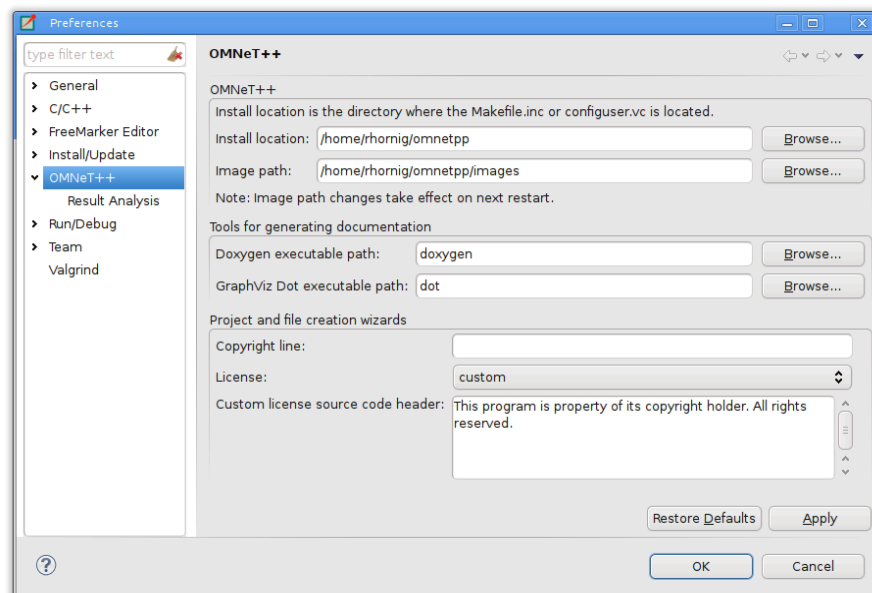 Preferences
type filter text
General
C/C++
FreeMarker Editor
Install/Update
OMNeT++
Result Analysis
Run/Debug
Team
Valgrind
OMNeT++
OMNeT++
Install location is the directory where the Makefile.inc or configuser.vc is located.
Install location: /home/rhornig/omnetpp Browse...
Image path: /home/rhornig/omnetpp/images Browse...
Note: Image path changes take effect on next restart.
Tools for generating documentation
Doxygen executable path: doxygen Browse...
GraphViz Dot executable path: dot Browse...
Project and file creation wizards
Copyright line:
License: custom
Custom license source code header: This program is property of its copyright holder. All rights
reserved.
Restore Defaults Apply
OK Cancel